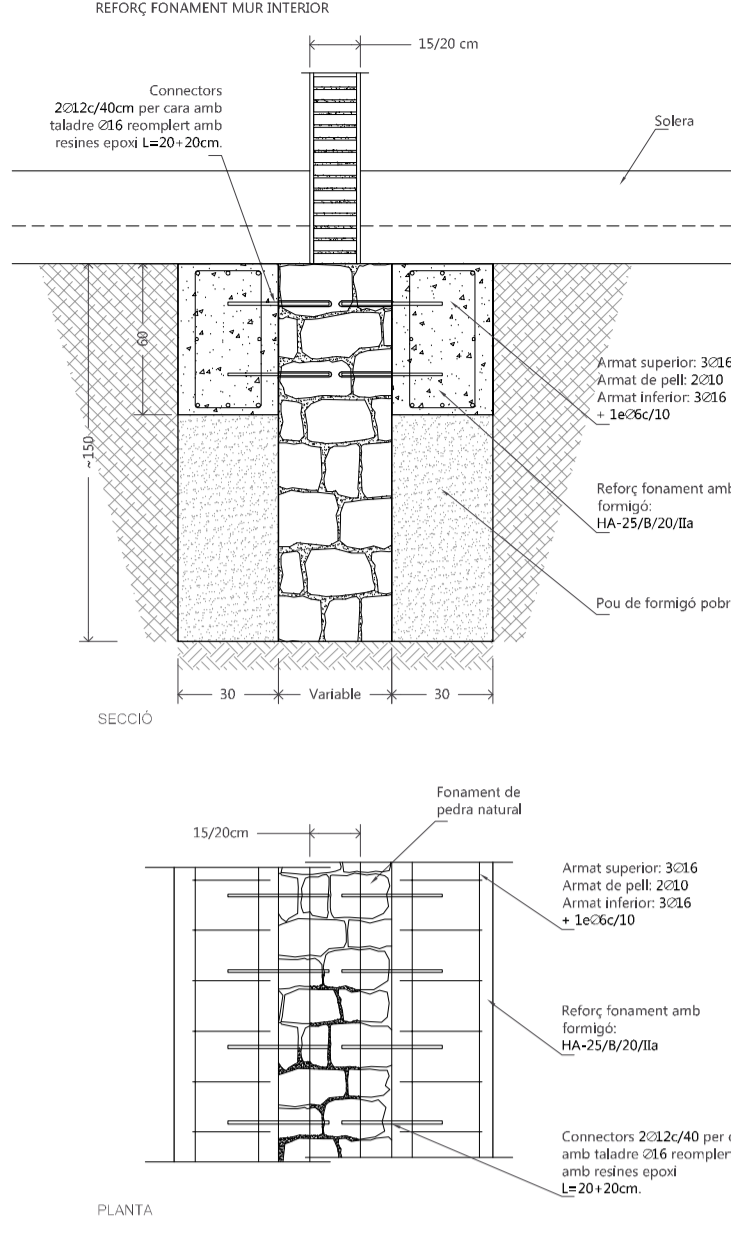 REFORÇ FONAMENT MUR INTERIOR
15/20 cm
Connectors
2∅12c/40cm per cara amb
taladre ∅16 reomplert amb
resines epoxi L=20+20cm.
Solera
60
~150
Armat superior: 3∅16
Armat de pell: 2∅10
Armat inferior: 3∅16
+ 1e∅6c/10
Reforç fonament amb
formigó:
HA-25/B/20/IIa
Pou de formigó pobr
30
Variable
30
SECCIÓ
Fonament de
pedra natural
15/20cm
Armat superior: 3∅16
Armat de pell: 2∅10
Armat inferior: 3∅16
+ 1e∅6c/10
Reforç fonament amb
formigó:
HA-25/B/20/IIa
Connectors 2∅12c/40 per c
amb taladre ∅16 reompler
amb resines epoxi
L=20+20cm.
PLANTA